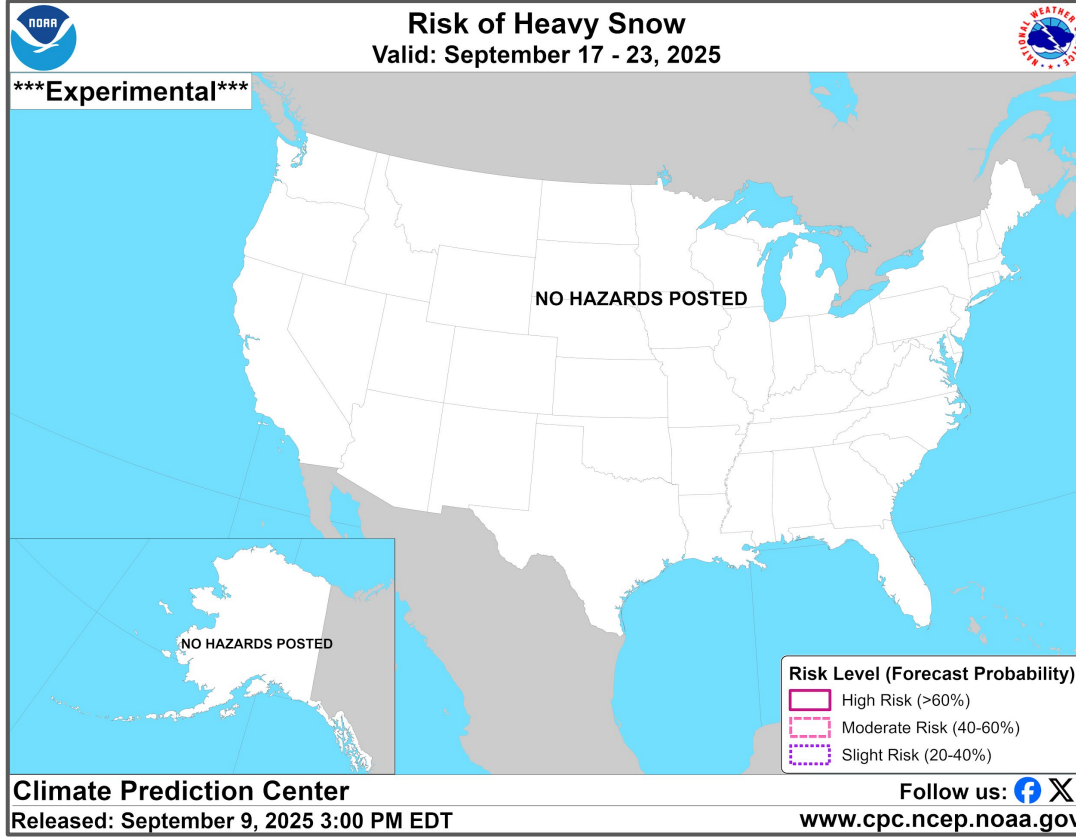 NOAA
Risk of Heavy Snow
Valid: September 17 - 23, 2025
NATIONAL WEATHER
***Experimental***
NO HAZARDS POSTED
NO HAZARDS POSTED
Risk Level (Forecast Probability)
High Risk (>60%)
Moderate Risk (40-60%)
Slight Risk (20-40%)
Climate Prediction Center
Follow us:
Released: September 9, 2025 3:00 PM EDT
www.cpc.ncep.noaa.gov